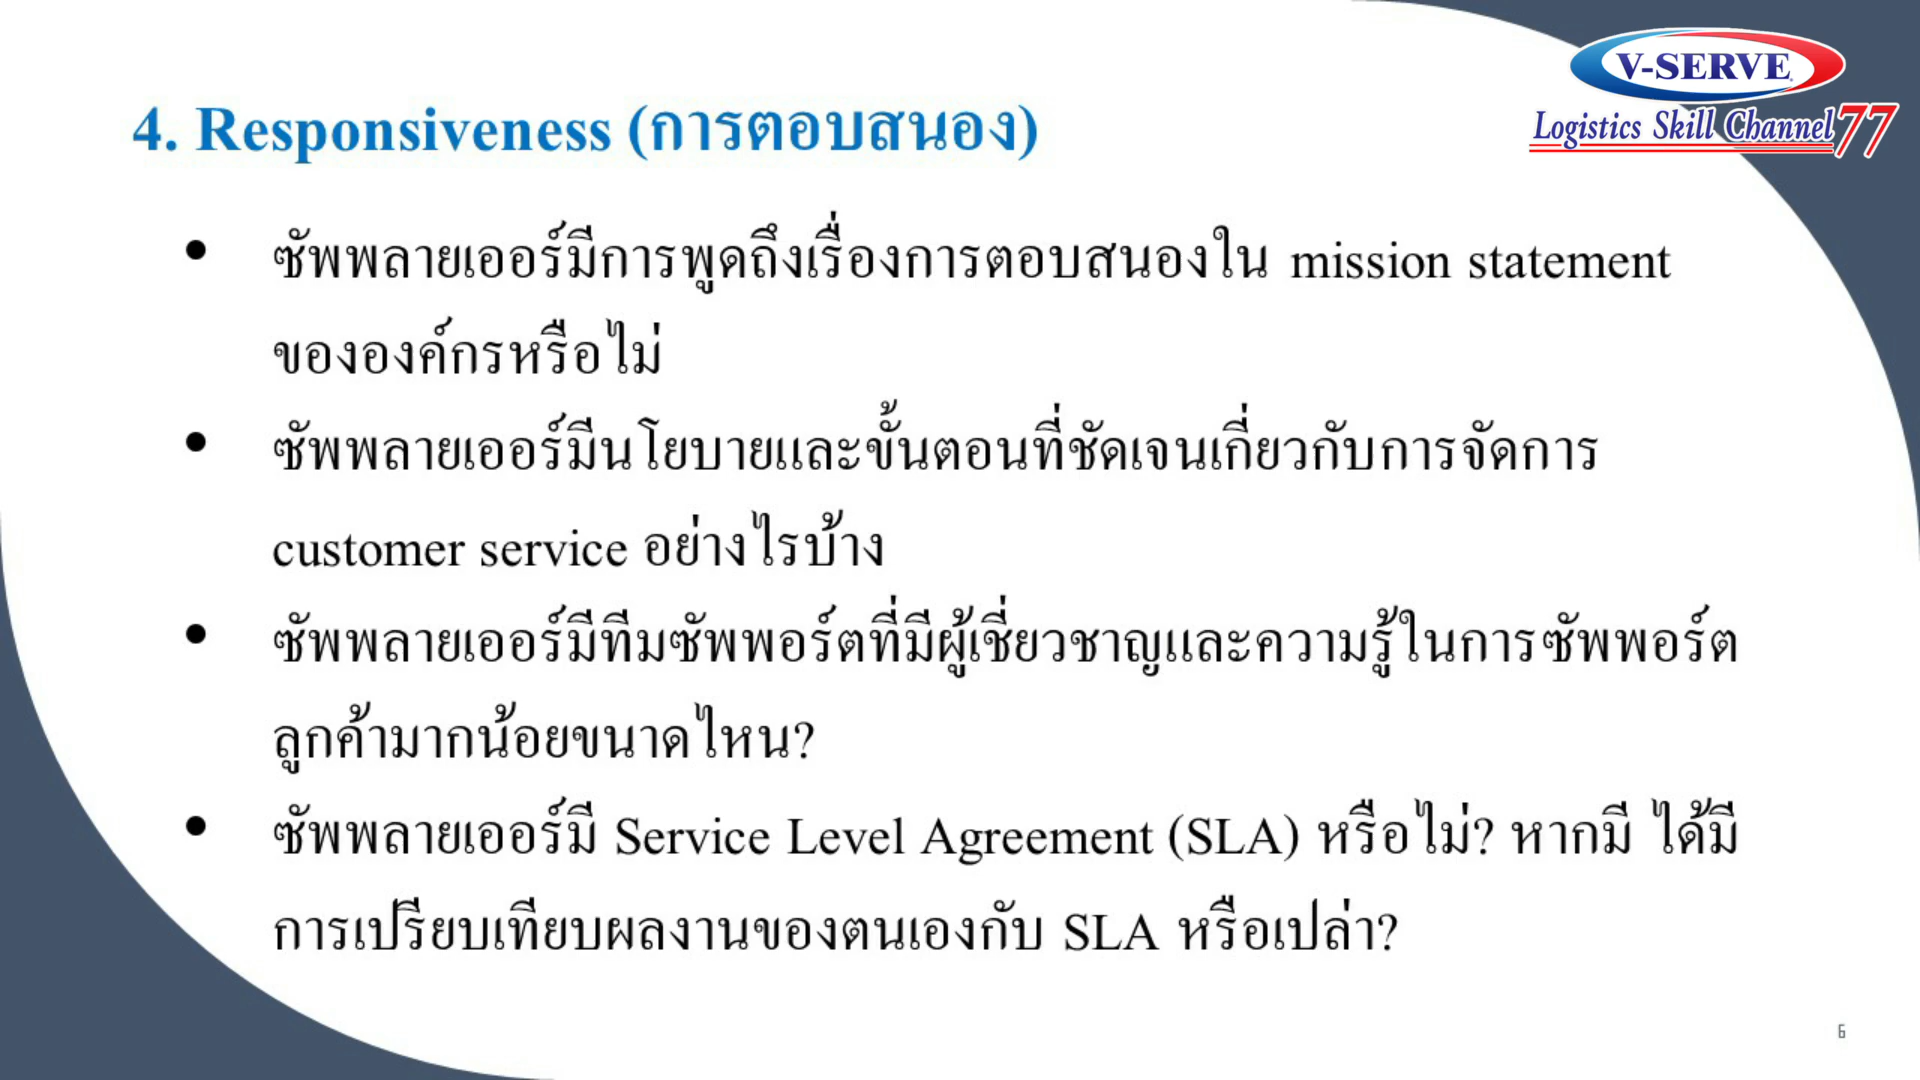 V-SERVE
Logistics Skill Channel 77
4. Responsiveness (การตอบสนอง)
• ซัพพลายเออร์มีการพูดถึงเรื่องการตอบสนองใน mission statement
ขององค์กรหรือไม่
• ซัพพลายเออร์มีนโยบายและขั้นตอนที่ชัดเจนเกี่ยวกับการจัดการ
customer service อย่างไรบ้าง
• ซัพพลายเออร์มีทีมซัพพอร์ตที่มีผู้เชี่ยวชาญและความรู้ในการซัพพอร์ต
ลูกค้ามากน้อยขนาดไหน?
• ซัพพลายเออร์มี Service Level Agreement (SLA) หรือไม่? หากมี ได้มี
การเปรียบเทียบผลงานของตนเองกับ SLA หรือเปล่า?
6